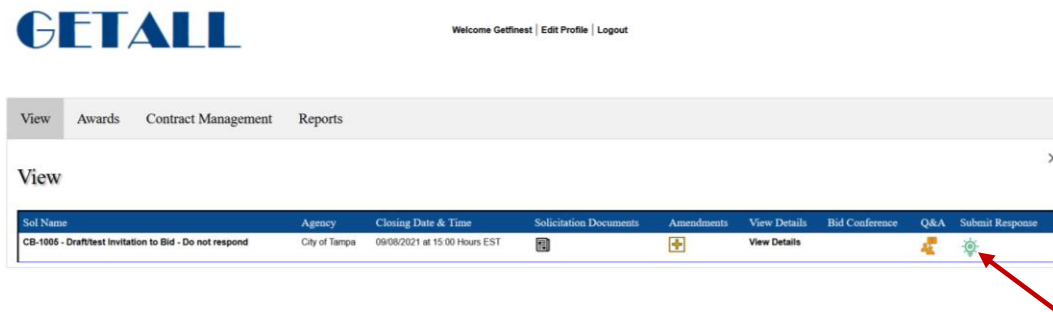 GETALL
Welcome Getfinest | Edit Profile | Logout
View Awards Contract Management Reports
View
Sol Name Agency Closing Date & Time Solicitation Documents Amendments View Details Bid Conference Q&A Submit Response
CB-1005 - Draft/test Invitation to Bid - Do not respond City of Tampa 09/08/2021 at 15:00 Hours EST View Details